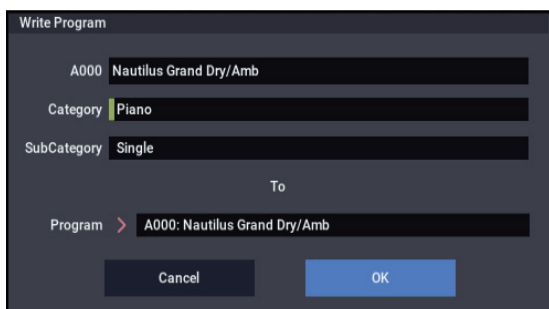 Write Program
A000 Nautilus Grand Dry/Amb
Category Piano
SubCategory Single
To
Program > A000: Nautilus Grand Dry/Amb
Cancel OK